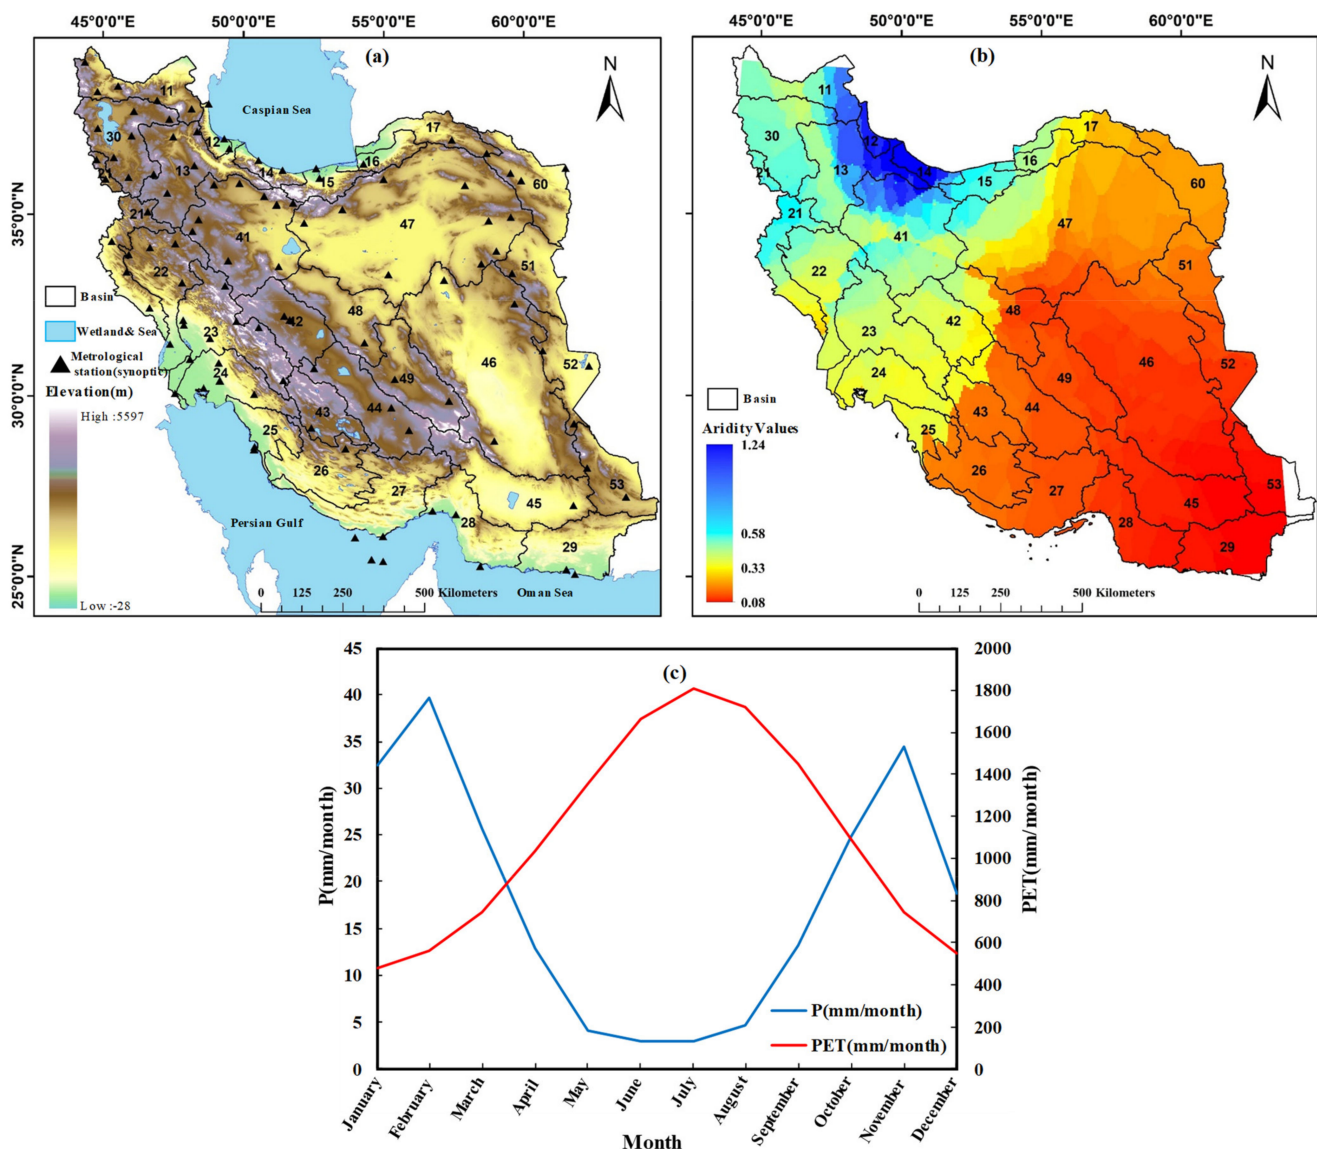 45°0'0"E 50°0'0"E 55°0'0"E 60°0'0"E
(a)
N
Caspian Sea
11
17
30
12
16
21
13
14
15
60
35°0'0"N
21
47
41
51
22
Basin
48
42
Wetland& Sea
23
46
52
Metrological
station(synoptic)
24
49
30°0'0"N
Elevation(m)
High :5597
43
44
25
26
27
53
45
Persian Gulf
28
29
25°0'0"N
Low :-28
0 125 250 500 Kilometers
Oman Sea
45°0'0"E 50°0'0"E 55°0'0"E 60°0'0"E
(b)
N
11
17
30
12
16
13
14
15
21
60
21
47
41
51
22
48
42
23
46
52
24
49
Basin
43
44
25
Aridity Values
1.24
26
27
53
45
0.58
28
29
0.33
0.08
0 125 250 500 Kilometers
(c)
45
40
35
30
25
20
15
10
5
0
P(mm/month)
2000
1800
1600
1400
1200
1000
800
600
400
200
0
PET(mm/month)
P(mm/month)
PET(mm/month)
January
February
March
April
May
June
July
August
September
October
November
December
Month